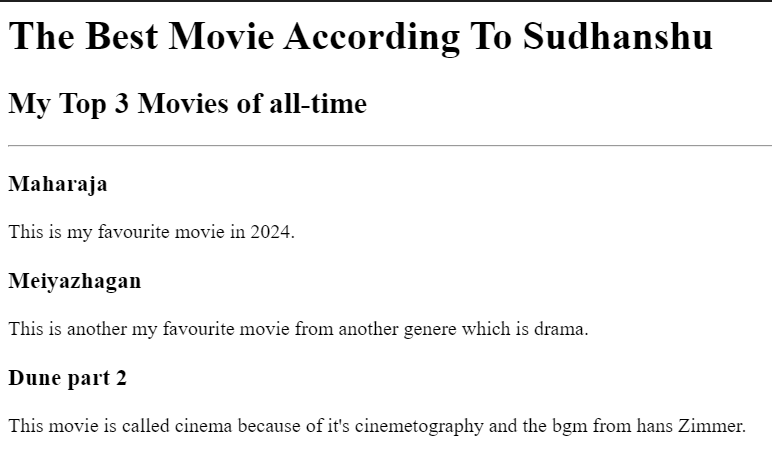 The Best Movie According To Sudhanshu
My Top 3 Movies of all-time
Maharaja
This is my favourite movie in 2024.
Meiyazhagan
This is another my favourite movie from another genere which is drama.
Dune part 2
This movie is called cinema because of it's cinemetography and the bgm from hans Zimmer.